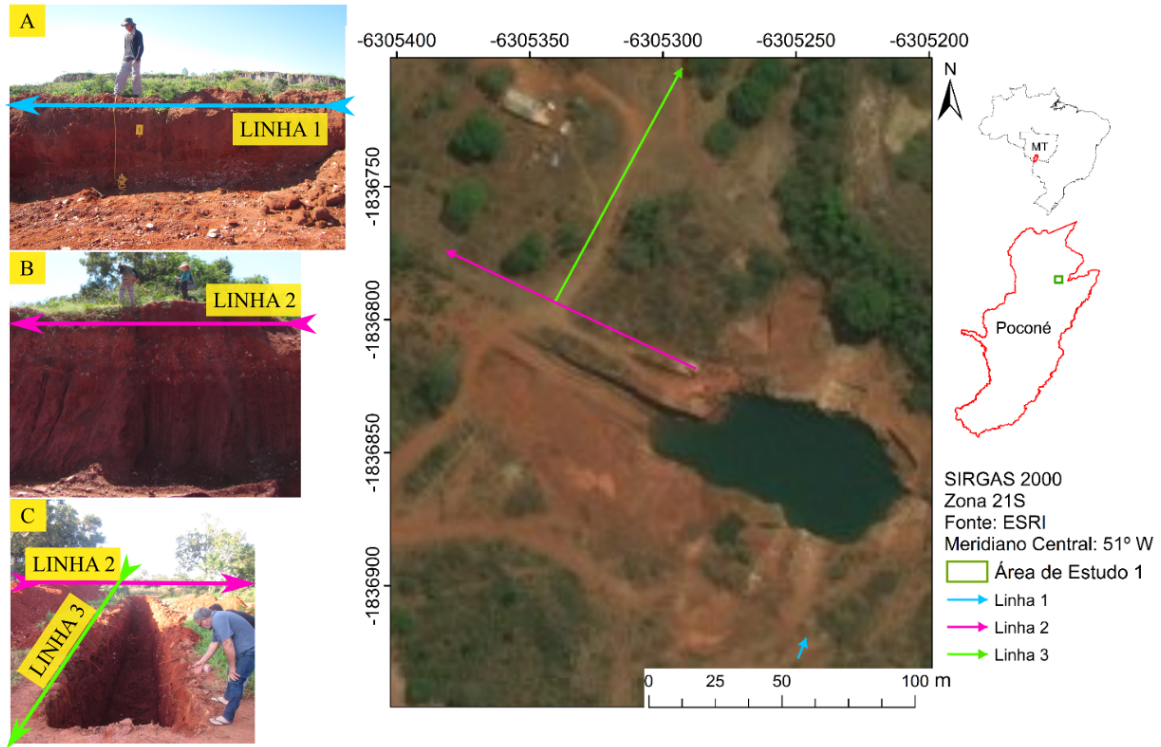 A
LINHA 1
B
LINHA 2
C
LINHA 2
LINHA 3
-6305400 -6305350 -6305300 -6305250 -6305200
-1836750
-1836800
-1836850
-1836900
0 25 50 100 m
N
MT
Poconé
SIRGAS 2000
Zona 21S
Fonte: ESRI
Meridiano Central: 51º W
Área de Estudo 1
Linha 1
Linha 2
Linha 3